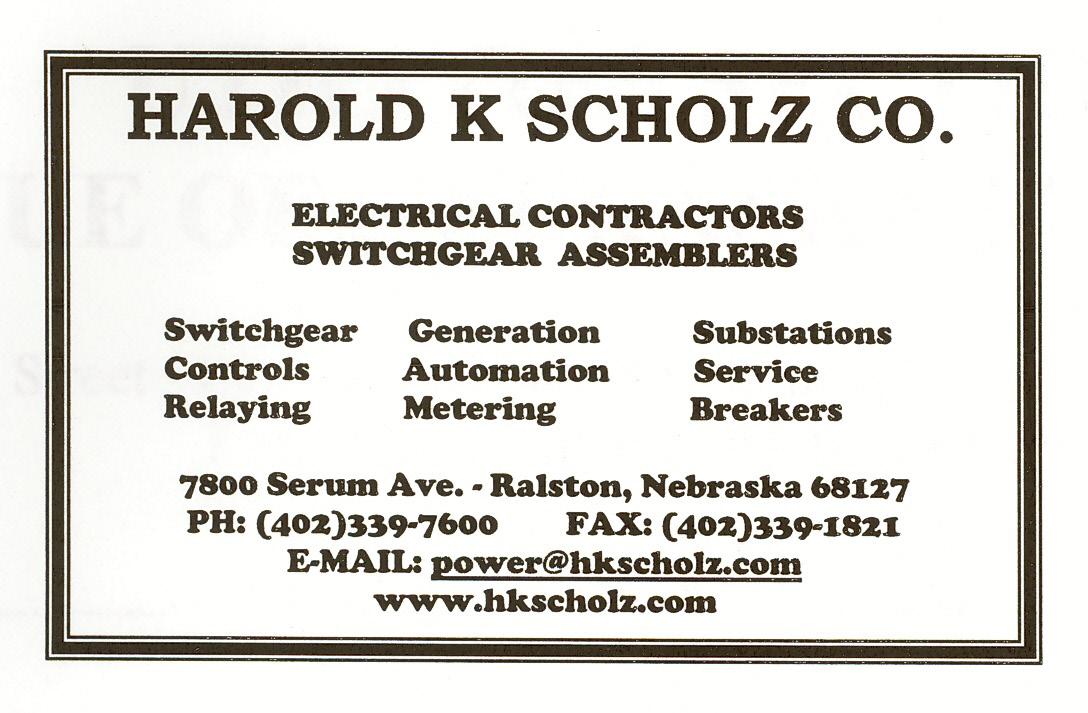 HAROLD K SCHOLZ CO.
ELECTRICAL CONTRACTORS
SWITCHGEAR ASSEMBLERS
Switchgear Generation Substations
Controls Automation Service
Relaying Metering Breakers
7800 Serum Ave. - Ralston, Nebraska 68127
PH: (402)339-7600 FAX: (402)339-1821
E-MAIL: power@hkscholz.com
www.hkscholz.com